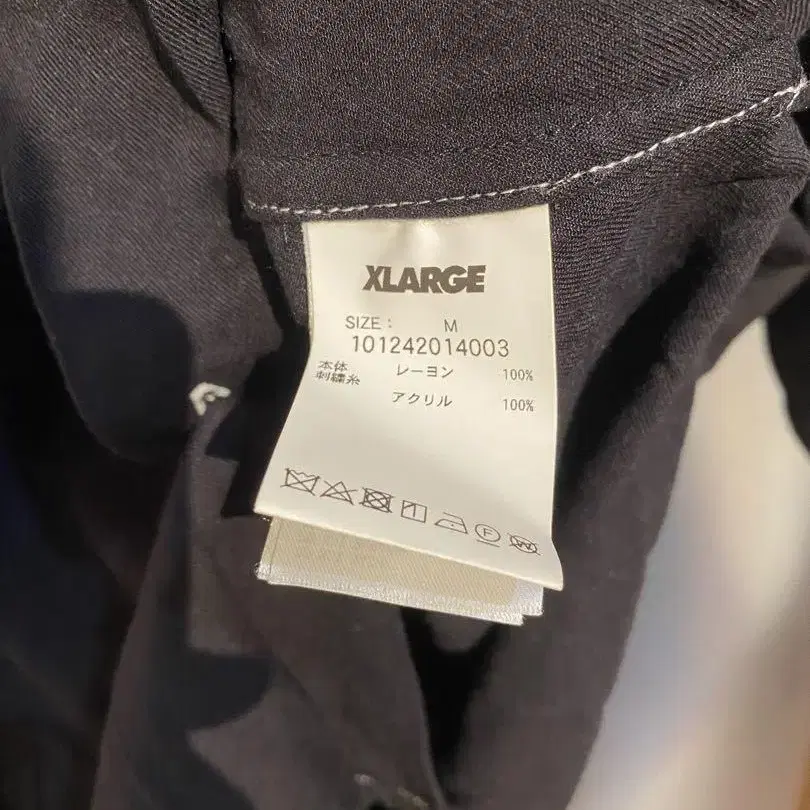 XLARGE
SIZE : M
101242014003
本体 レーヨン 100%
刺繍糸 アクリル 100%
F
W